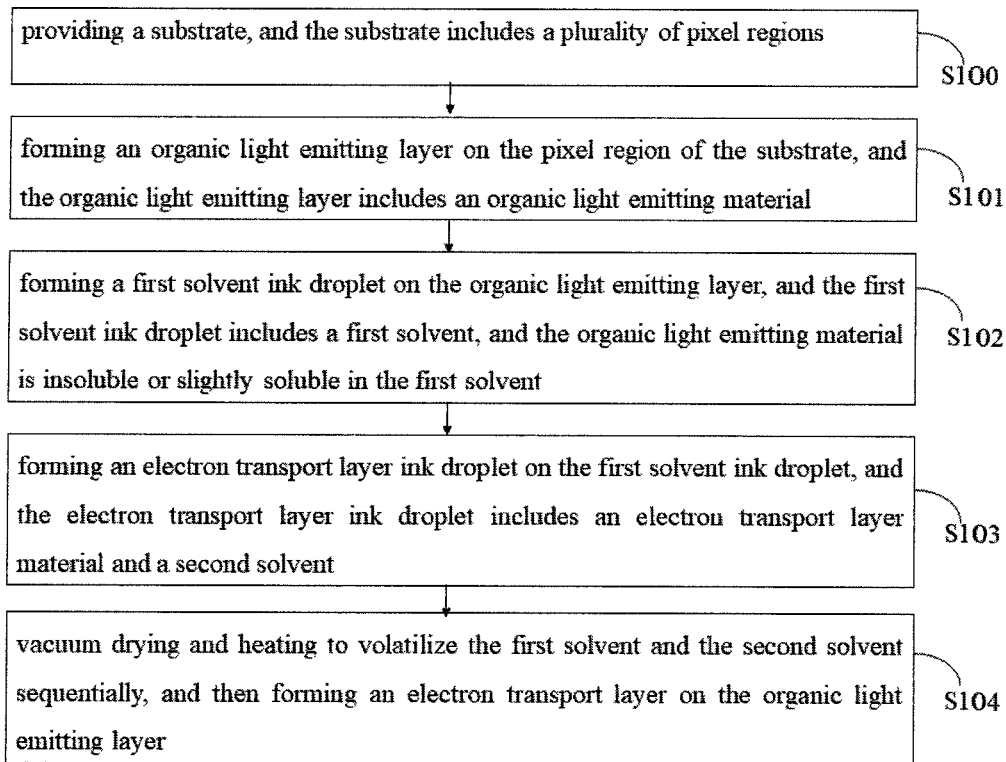 providing a substrate, and the substrate includes a plurality of pixel regions
S100
forming an organic light emitting layer on the pixel region of the substrate, and
the organic light emitting layer includes an organic light emitting material
S101
forming a first solvent ink droplet on the organic light emitting layer, and the first
solvent ink droplet includes a first solvent, and the organic light emitting material
is insoluble or slightly soluble in the first solvent
S102
forming an electron transport layer ink droplet on the first solvent ink droplet, and
the electron transport layer ink droplet includes an electron transport layer
material and a second solvent
S103
vacuum drying and heating to volatilize the first solvent and the second solvent
sequentially, and then forming an electron transport layer on the organic light
emitting layer
S104